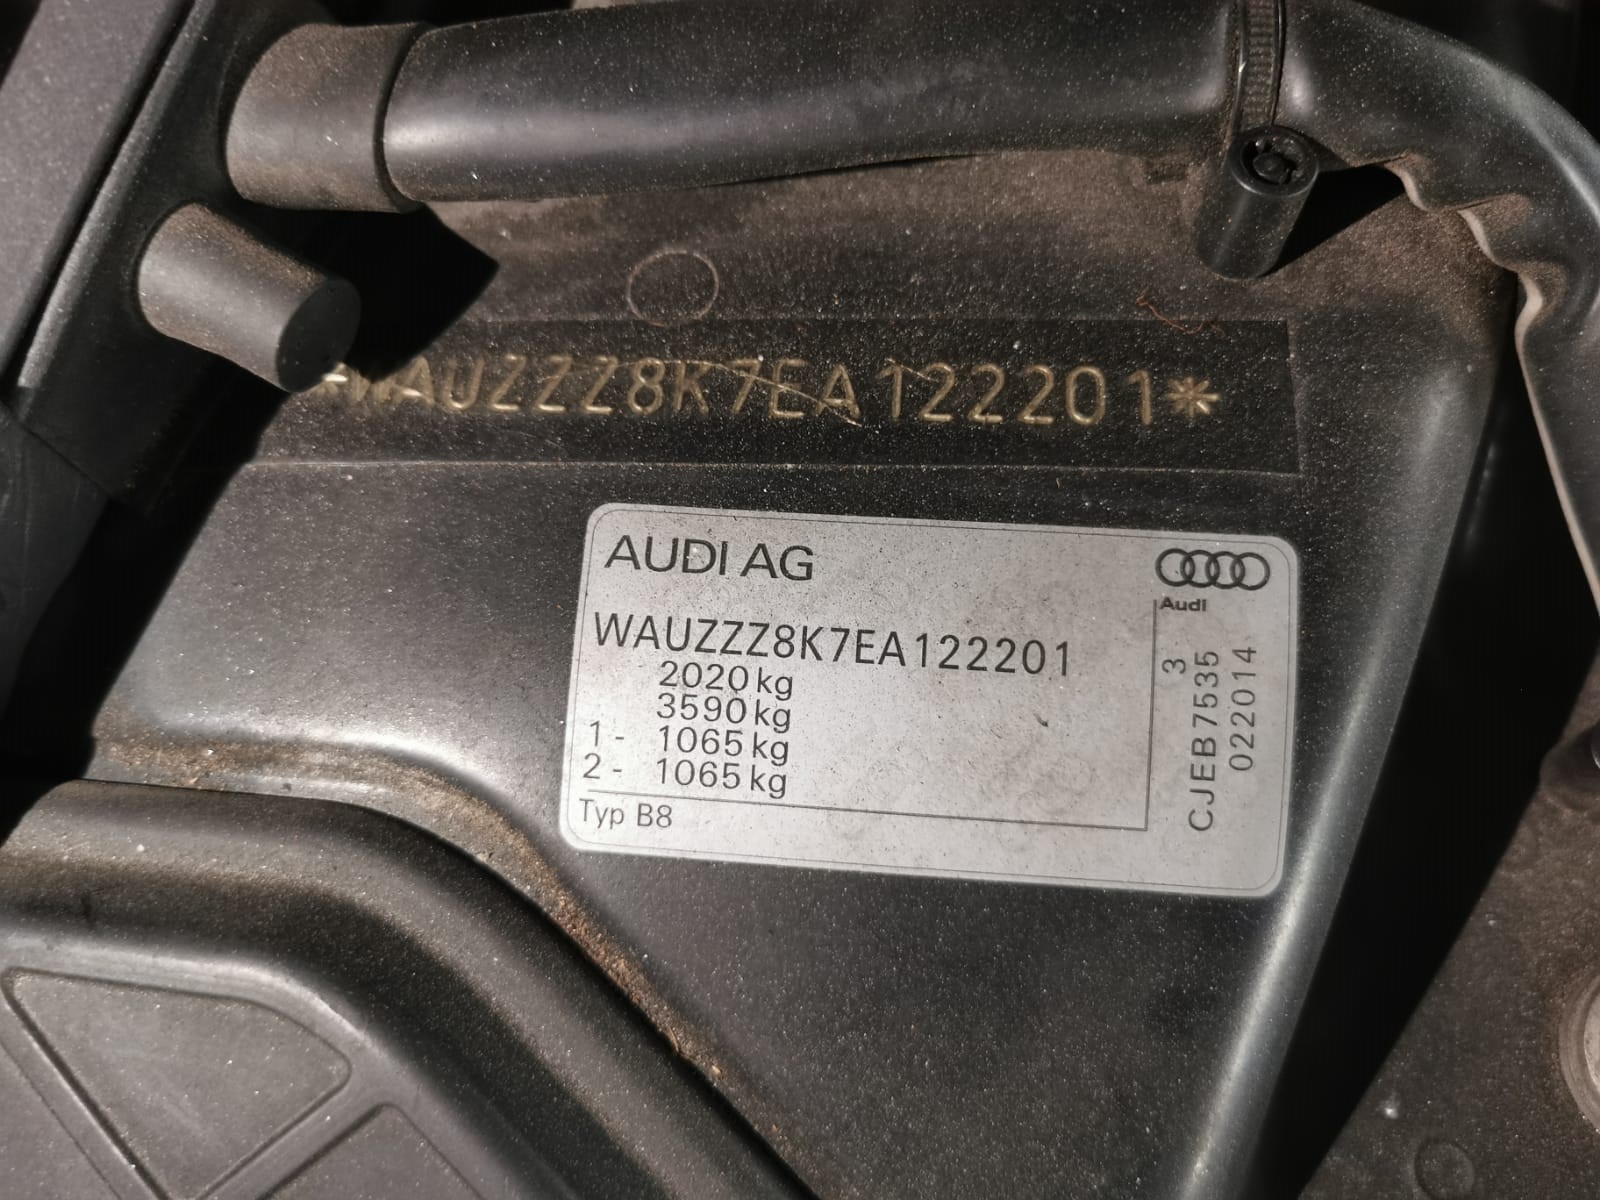 *WAUZZZ8K7EA122201*
AUDI AG
Audi
WAUZZZ8K7EA122201
2020 kg
3590 kg
1 - 1065 kg
2 - 1065 kg
Typ B8
3
CJEB7535
022014